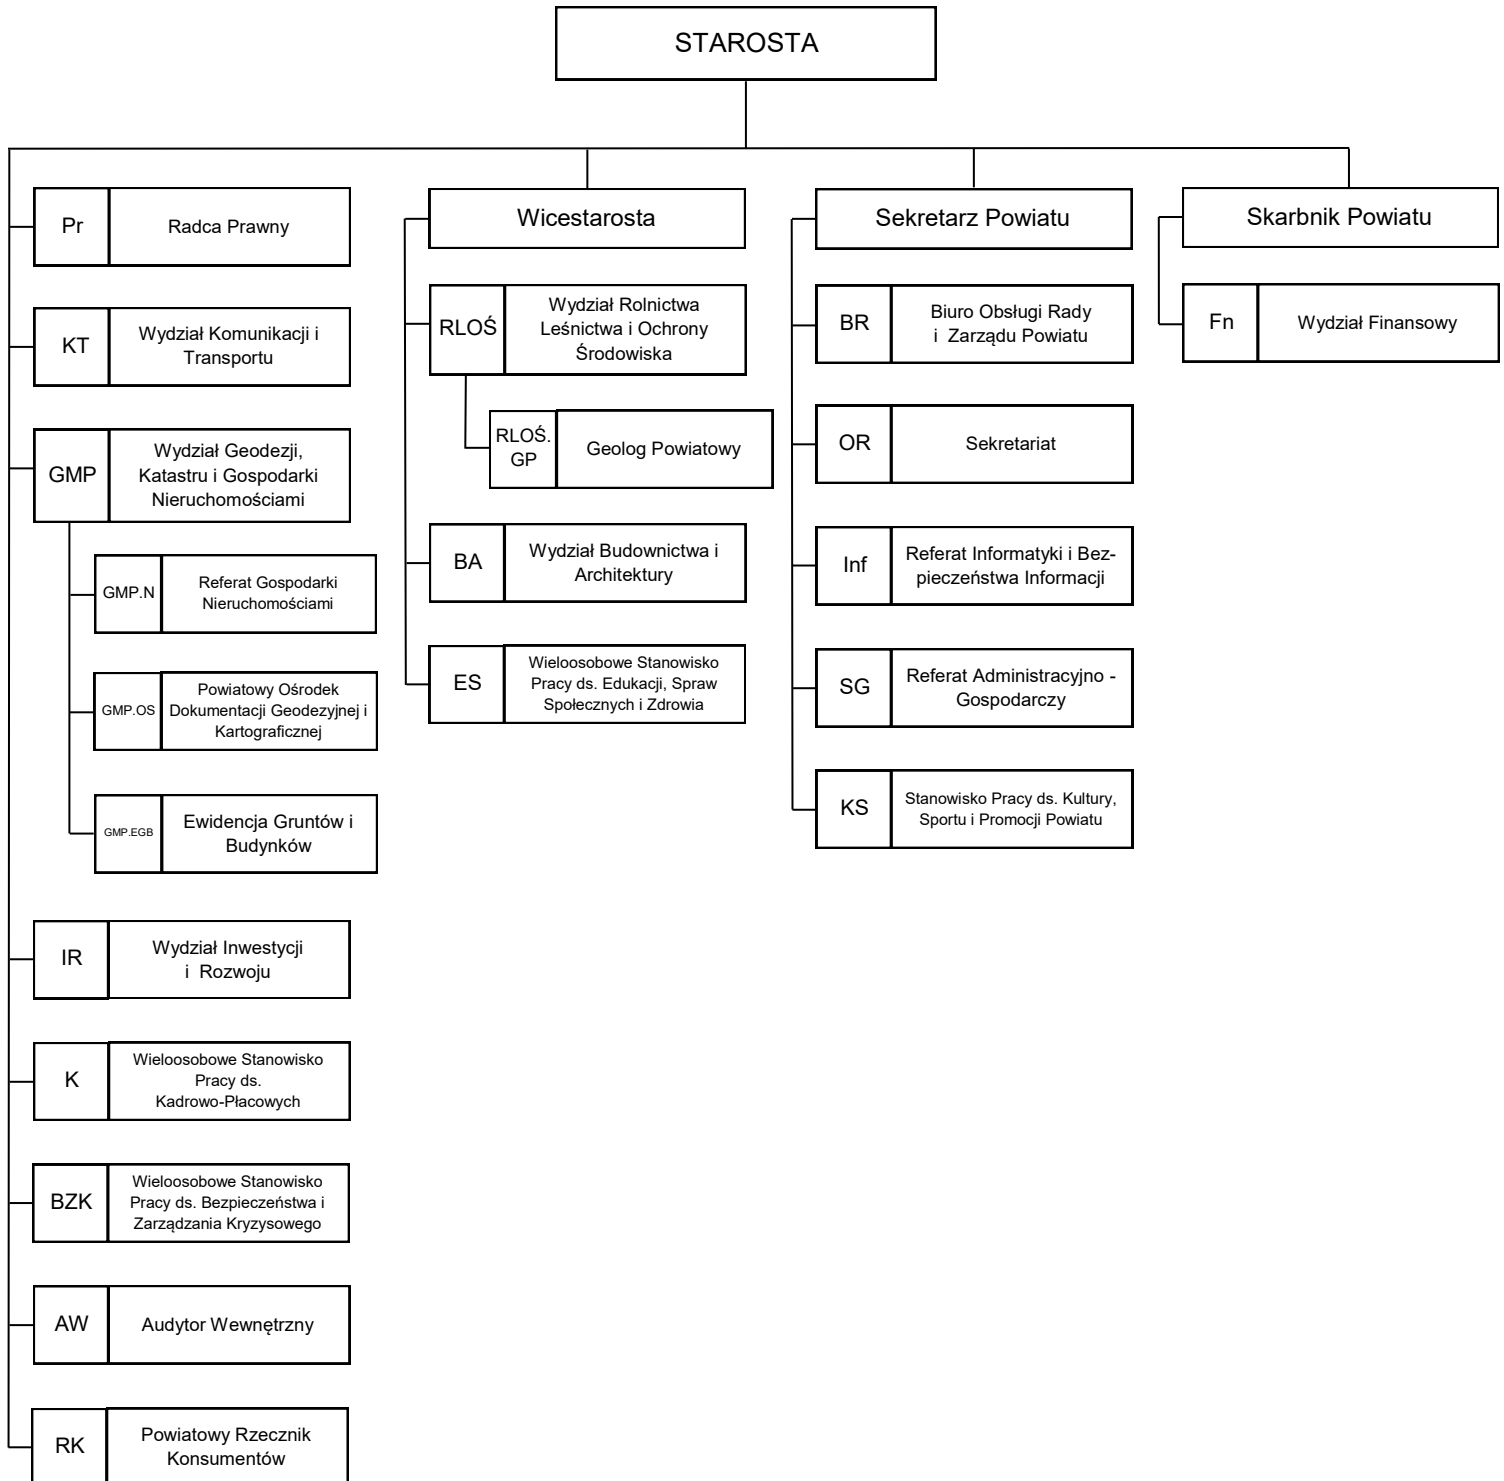 STAROSTA
Pr
Radca Prawny
KT
Wydział Komunikacji i
Transportu
GMP
Wydział Geodezji,
Katastru i Gospodarki
Nieruchomościami
GMP.N
Referat Gospodarki
Nieruchomościami
GMP.OS
Powiatowy Ośrodek
Dokumentacji Geodezyjnej i
Kartograficznej
GMP.EGB
Ewidencja Gruntów i
Budynków
IR
Wydział Inwestycji
i Rozwoju
K
Wieloosobowe Stanowisko
Pracy ds.
Kadrowo-Płacowych
BZK
Wieloosobowe Stanowisko
Pracy ds. Bezpieczeństwa i
Zarządzania Kryzysowego
AW
Audytor Wewnętrzny
RK
Powiatowy Rzecznik
Konsumentów
Wicestarosta
RLOŚ
Wydział Rolnictwa
Leśnictwa i Ochrony
Środowiska
RLOŚ.
GP
Geolog Powiatowy
BA
Wydział Budownictwa i
Architektury
ES
Wieloosobowe Stanowisko
Pracy ds. Edukacji, Spraw
Społecznych i Zdrowia
Sekretarz Powiatu
BR
Biuro Obsługi Rady
i Zarządu Powiatu
OR
Sekretariat
Inf
Referat Informatyki i Bez-
pieczeństwa Informacji
SG
Referat Administracyjno -
Gospodarczy
KS
Stanowisko Pracy ds. Kultury,
Sportu i Promocji Powiatu
Skarbnik Powiatu
Fn
Wydział Finansowy